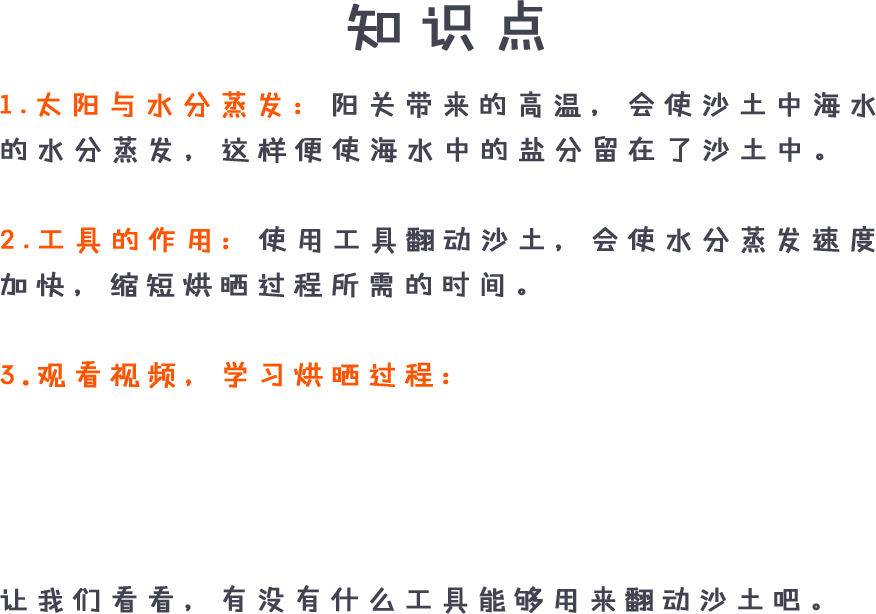 知识点
1.太阳与水分蒸发：阳关带来的高温，会使沙土中海水
的水分蒸发，这样便使海水中的盐分留在了沙土中。
2.工具的作用：使用工具翻动沙土，会使水分蒸发速度
加快，缩短烘晒过程所需的时间。
3.观看视频，学习烘晒过程：
让我们看看，有没有什么工具能够用来翻动沙土吧。